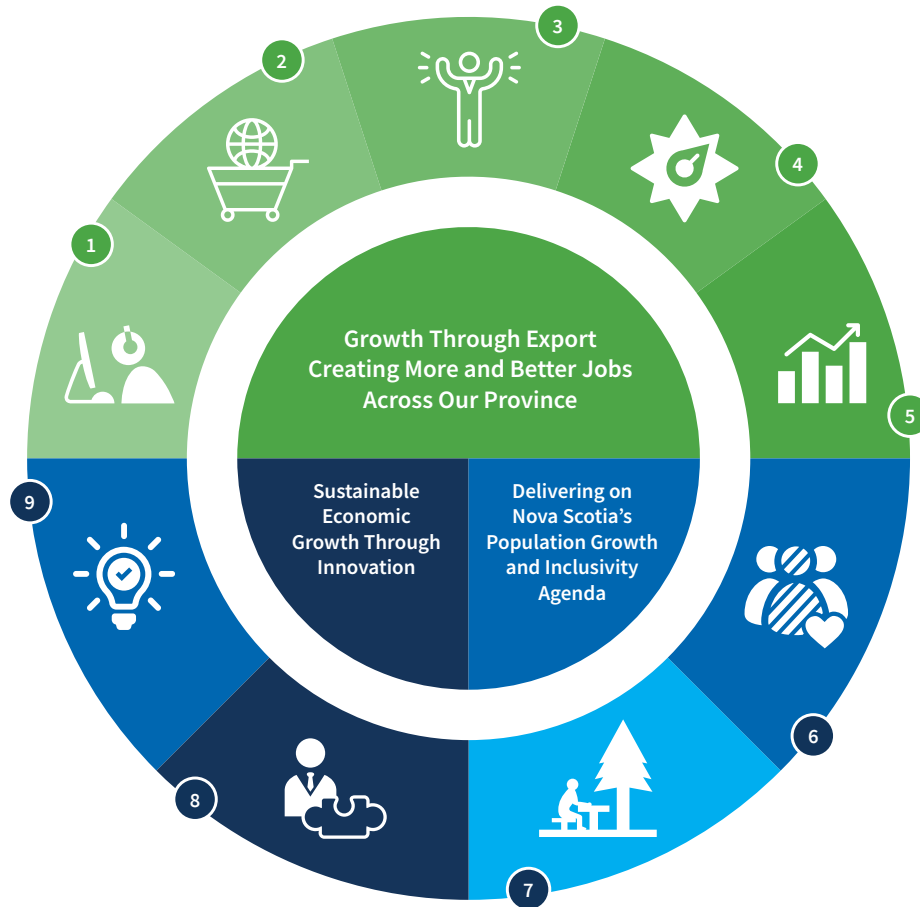 3
2
4
1
Growth Through Export
Creating More and Better Jobs
Across Our Province
5
Sustainable
Economic
Growth Through
Innovation
Delivering on
Nova Scotia’s
Population Growth
and Inclusivity
Agenda
9
6
8
7